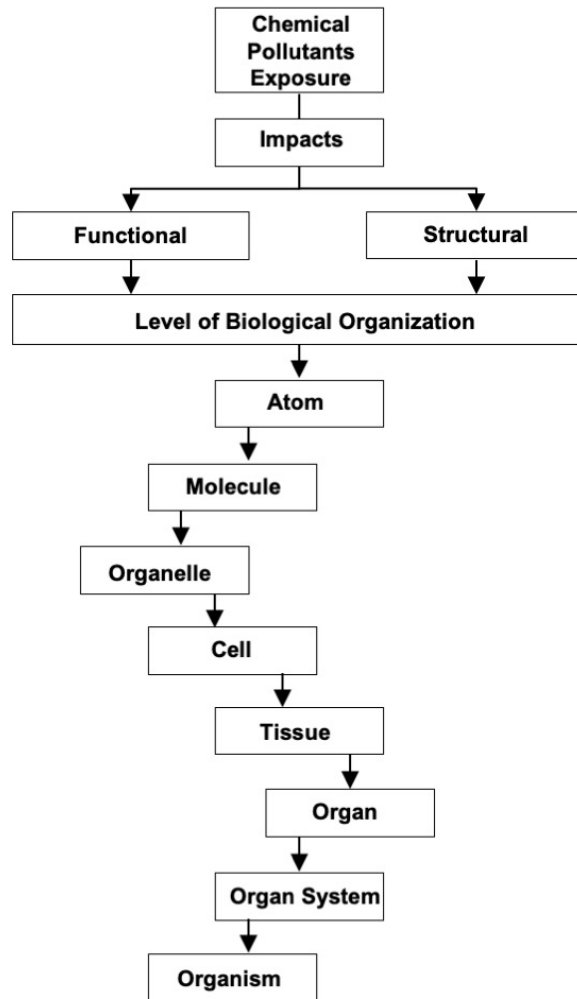 Chemical
Pollutants
Exposure
Impacts
Functional
Structural
Level of Biological Organization
Atom
Molecule
Organelle
Cell
Tissue
Organ
Organ System
Organism